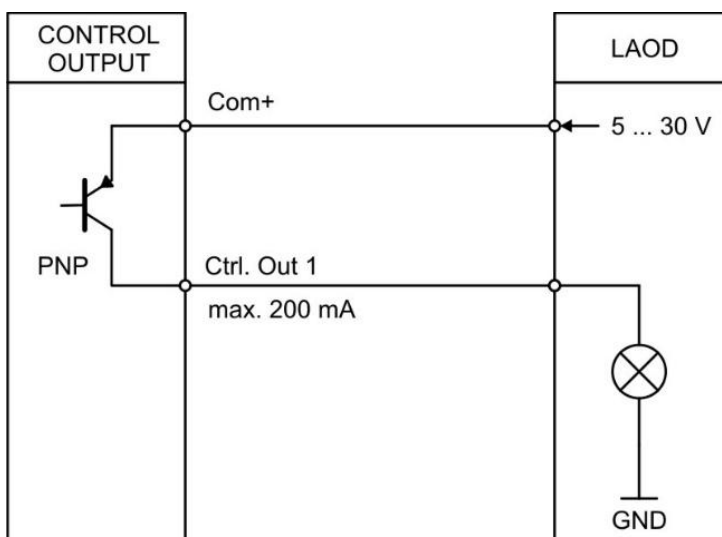 CONTROL
OUTPUT
LAOD
Com+
5 ... 30 V
PNP
Ctrl. Out 1
max. 200 mA
GND